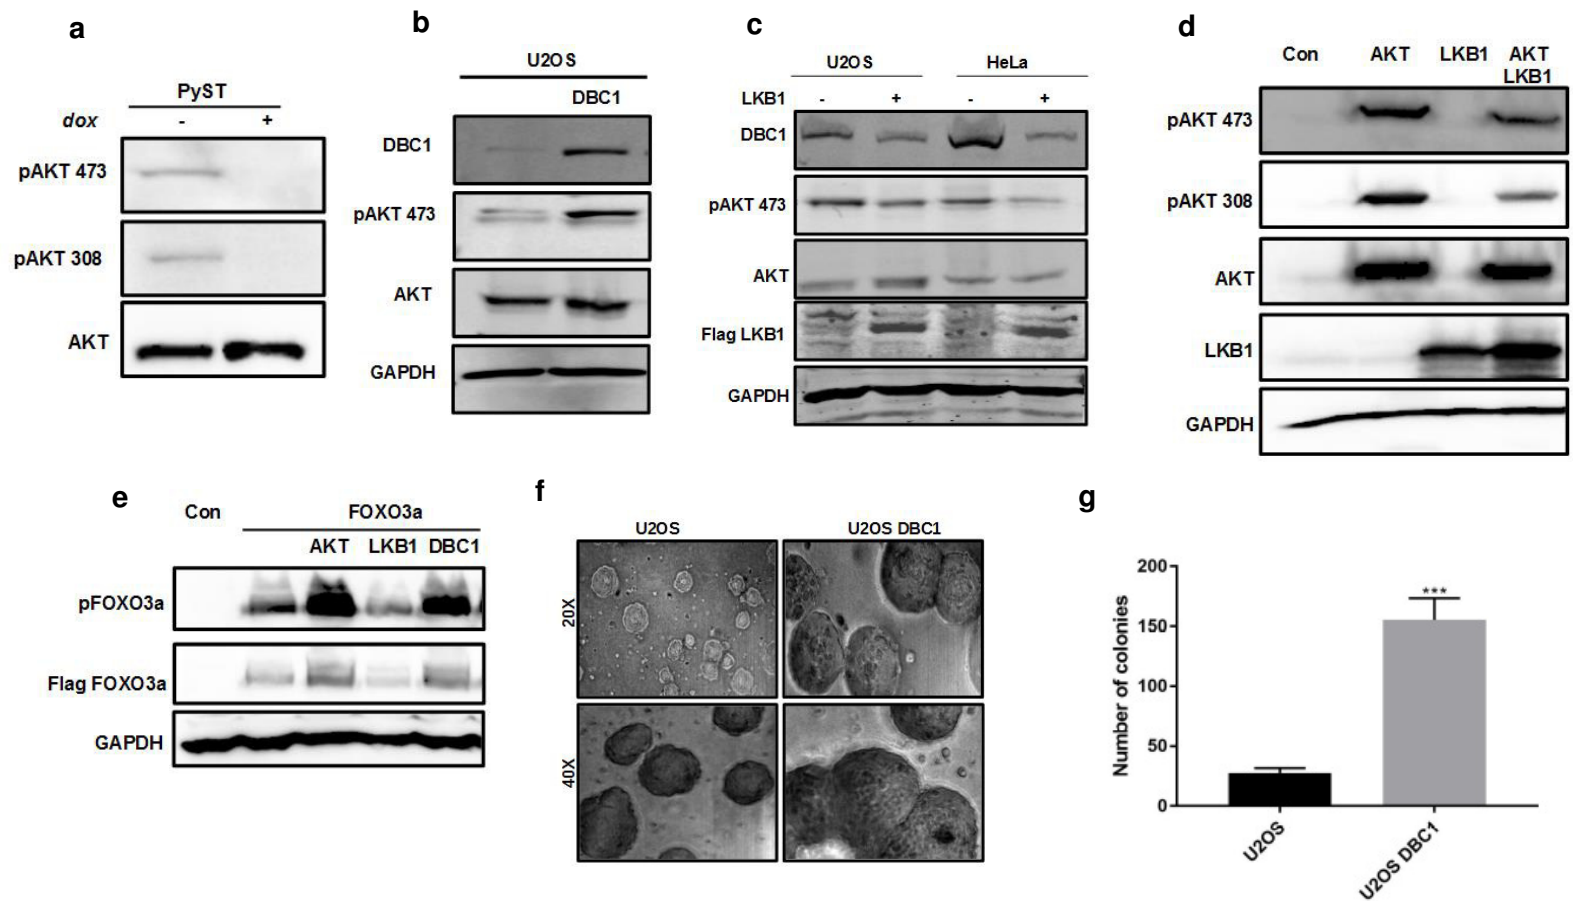 a
PyST
dox - +
pAKT 473
pAKT 308
AKT
b
U2OS
DBC1
DBC1
pAKT 473
AKT
GAPDH
c
U2OS HeLa
LKB1 - + - +
DBC1
pAKT 473
AKT
Flag LKB1
GAPDH
d
Con AKT LKB1 AKT
LKB1
pAKT 473
pAKT 308
AKT
LKB1
GAPDH
e
Con FOXO3a
AKT LKB1 DBC1
pFOXO3a
Flag FOXO3a
GAPDH
f
U2OS U2OS DBC1
20X
40X
g
Number of colonies
200
150
100
50
0
***
U2OS
U2OS DBC1